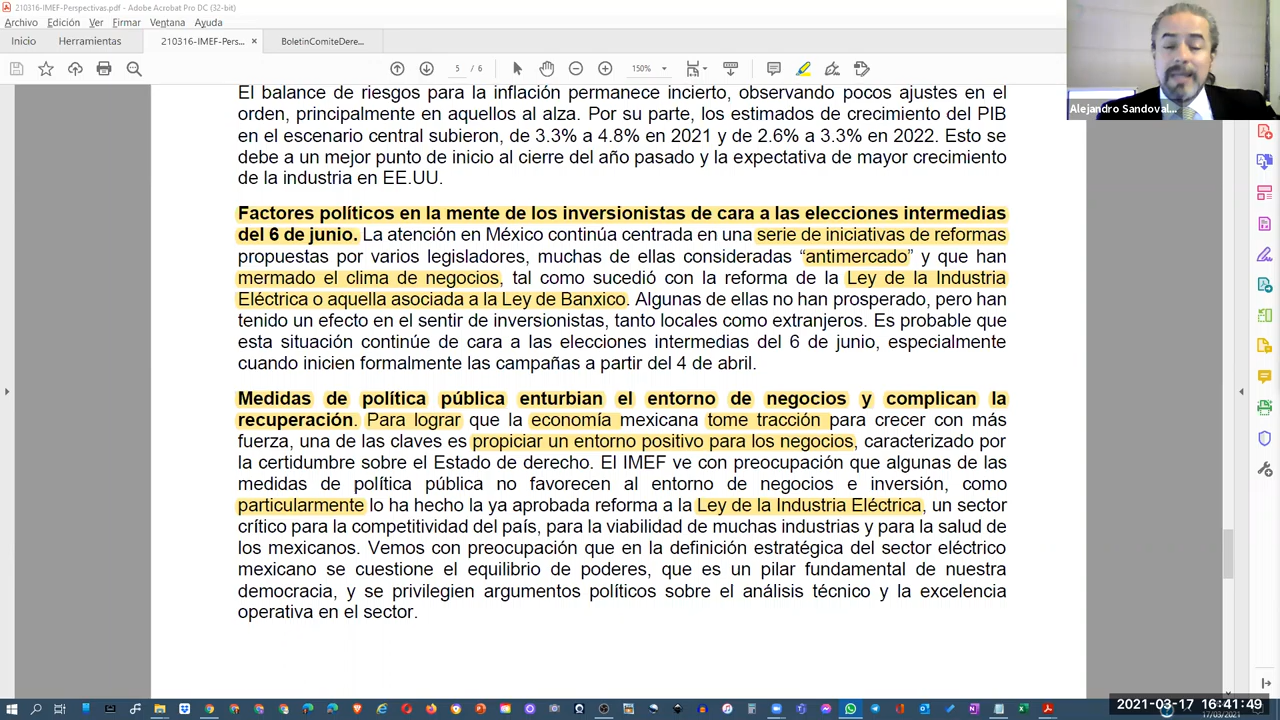 210316-IMEF-Perspectivas.pdf - Adobe Acrobat Pro DC (32-bit)
Archivo Edición Ver Firmar Ventana Ayuda
Inicio Herramientas 210316-IMEF-Pers... × BoletinComiteDere...
5 / 6 150%
Alejandro Sandoval...
El balance de riesgos para la inflación permanece incierto, observando pocos ajustes en el
orden, principalmente en aquellos al alza. Por su parte, los estimados de crecimiento del PIB
en el escenario central subieron, de 3.3% a 4.8% en 2021 y de 2.6% a 3.3% en 2022. Esto se
debe a un mejor punto de inicio al cierre del año pasado y la expectativa de mayor crecimiento
de la industria en EE.UU.
Factores políticos en la mente de los inversionistas de cara a las elecciones intermedias
del 6 de junio. La atención en México continúa centrada en una serie de iniciativas de reformas
propuestas por varios legisladores, muchas de ellas consideradas “antimercado” y que han
mermado el clima de negocios, tal como sucedió con la reforma de la Ley de la Industria
Eléctrica o aquella asociada a la Ley de Banxico. Algunas de ellas no han prosperado, pero han
tenido un efecto en el sentir de inversionistas, tanto locales como extranjeros. Es probable que
esta situación continúe de cara a las elecciones intermedias del 6 de junio, especialmente
cuando inicien formalmente las campañas a partir del 4 de abril.
Medidas de política pública enturbian el entorno de negocios y complican la
recuperación. Para lograr que la economía mexicana tome tracción para crecer con más
fuerza, una de las claves es propiciar un entorno positivo para los negocios, caracterizado por
la certidumbre sobre el Estado de derecho. El IMEF ve con preocupación que algunas de las
medidas de política pública no favorecen al entorno de negocios e inversión, como
particularmente lo ha hecho la ya aprobada reforma a la Ley de la Industria Eléctrica, un sector
crítico para la competitividad del país, para la viabilidad de muchas industrias y para la salud de
los mexicanos. Vemos con preocupación que en la definición estratégica del sector eléctrico
mexicano se cuestione el equilibrio de poderes, que es un pilar fundamental de nuestra
democracia, y se privilegien argumentos políticos sobre el análisis técnico y la excelencia
operativa en el sector.
2021-03-17 16:41:49
17/03/2021